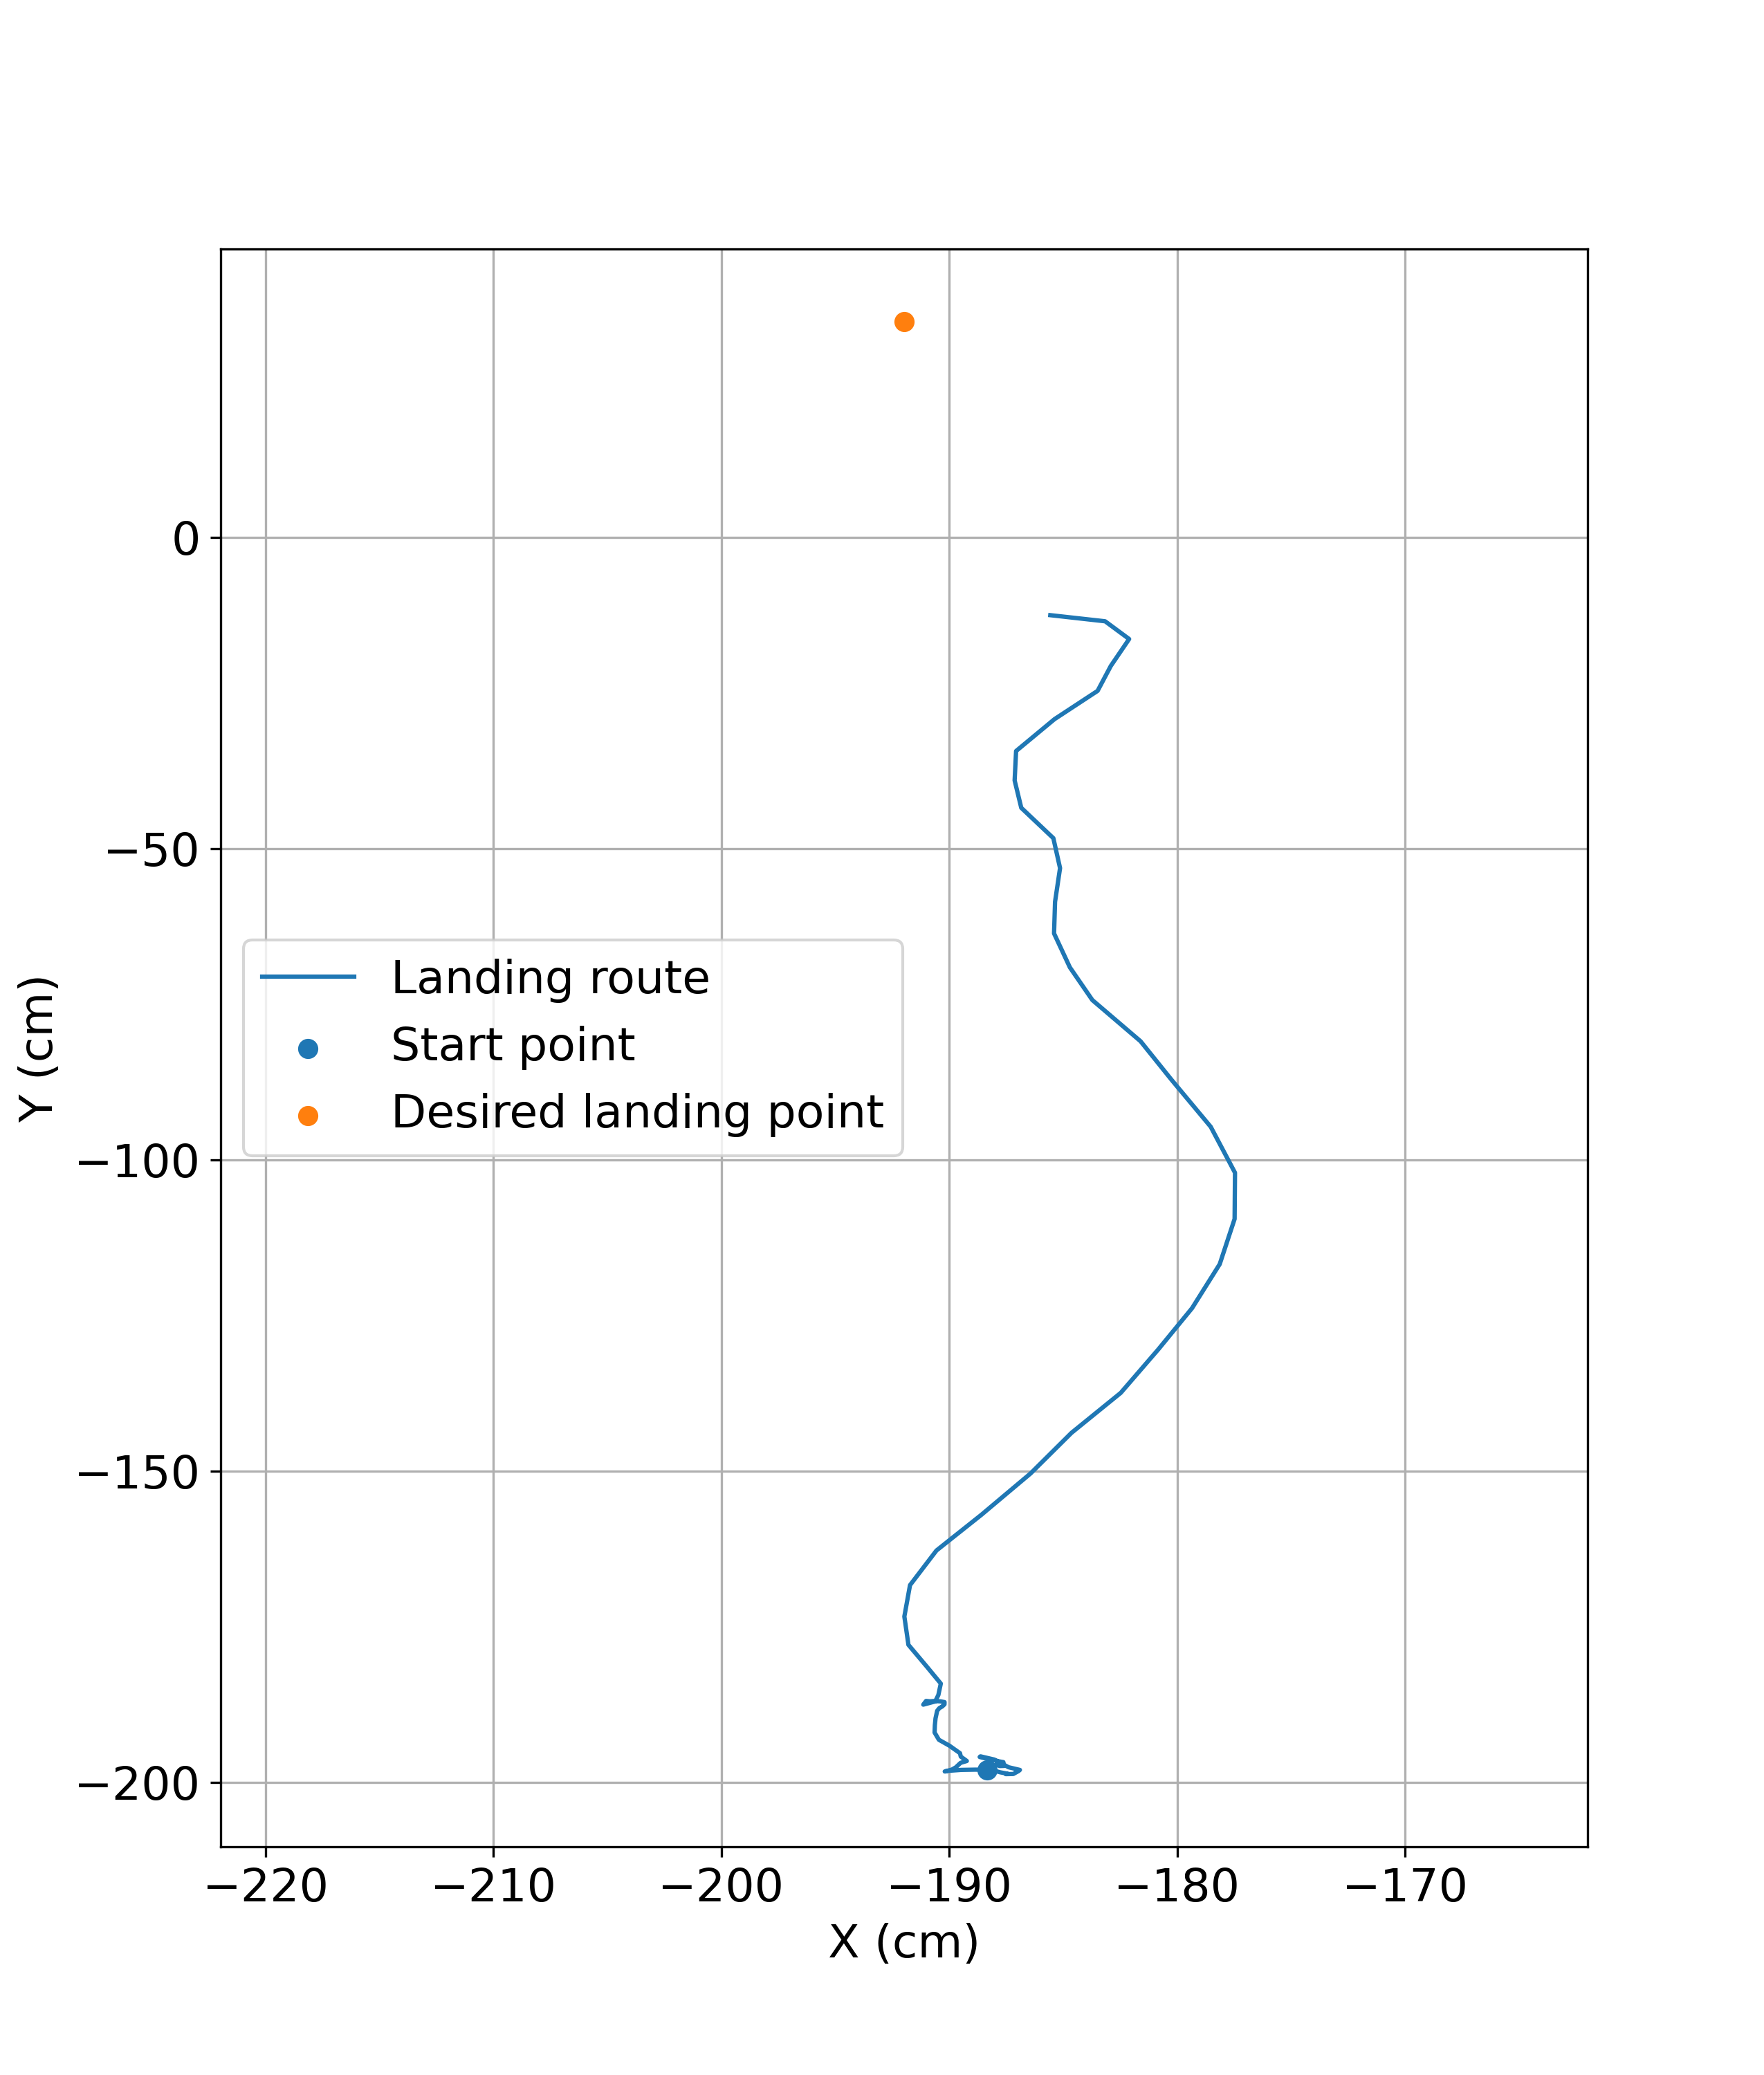 0
−50
−100
−150
−200
Y (cm)
Landing route
Start point
Desired landing point
−220
−210
−200
−190
−180
−170
X (cm)